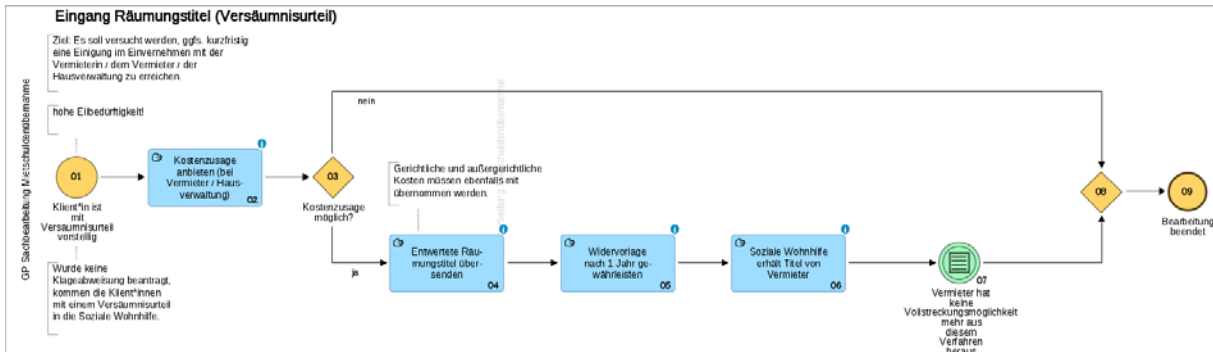 Eingang Räumungstitel (Versäumnisurteil)
Ziel: Es soll versucht werden, ggfs. kurzfristig
eine Einigung im Einvernehmen mit der
Vermieterin / dem Vermieter / der
Hausverwaltung zu erreichen.
hohe Eilbedürftigkeit!
GP Sachbearbeitung Mietschuldenübernahme
01
Klient*in ist
mit
Versäumnisurteil
vorstellig
Wurde keine
Klageabweisung beantragt,
kommen die Klient*innen
mit einem Versäumnisurteil
in die Soziale Wohnhilfe.
Kostenzusage
anbieten (bei
Vermieter / Haus-
verwaltung)
02
03
Kostenzusage
möglich?
nein
ja
Gerichtliche und außergerichtliche
Kosten müssen ebenfalls mit
übernommen werden.
Entwertete Räu-
mungstitel über-
senden
04
Widervorlage
nach 1 Jahr ge-
währleisten
05
Soziale Wohnhilfe
erhält Titel von
Vermieter
06
07
Vermieter hat
keine
Vollstreckungsmöglichkeit
mehr aus
diesem
Verfahren
heraus
08
09
Bearbeitung
beendet